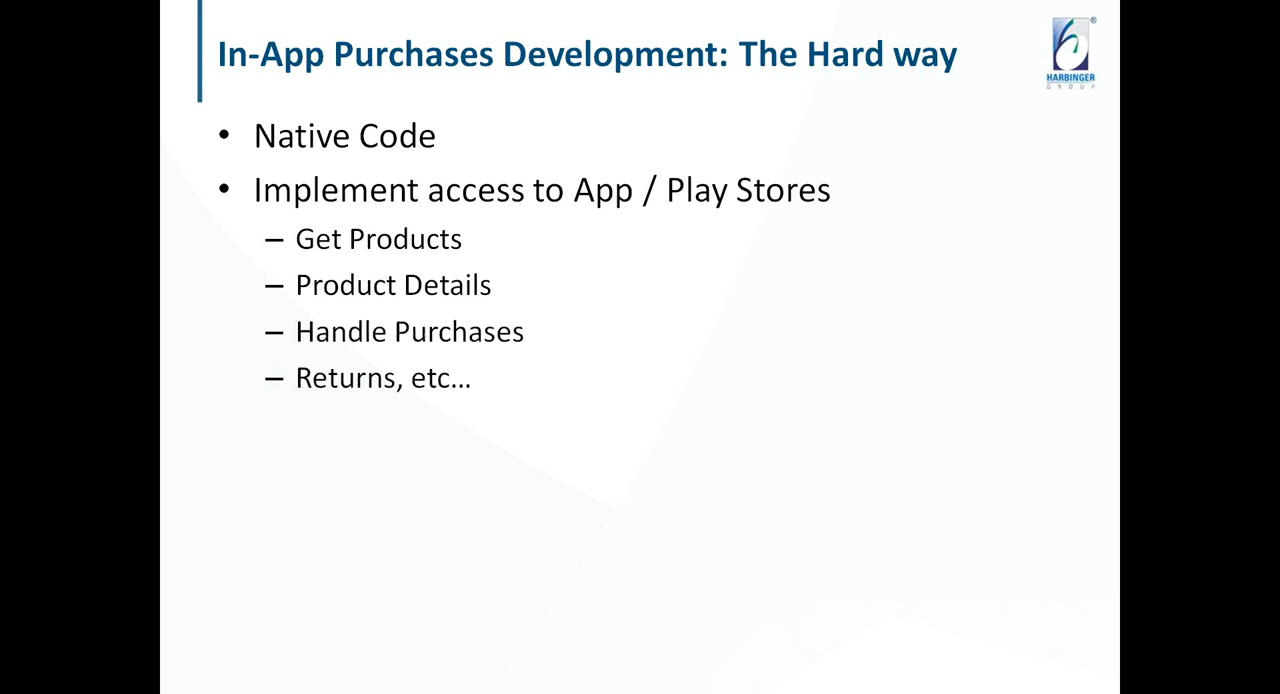 In-App Purchases Development: The Hard way
®
HARBINGER
GROUP
• Native Code
• Implement access to App / Play Stores
– Get Products
– Product Details
– Handle Purchases
– Returns, etc…